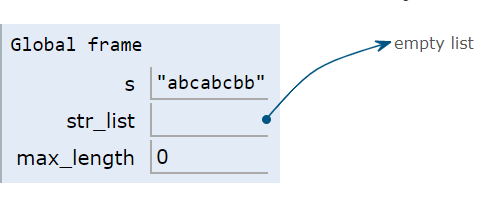 Global frame
empty list
s "abcabcbb"
str_list
max_length 0